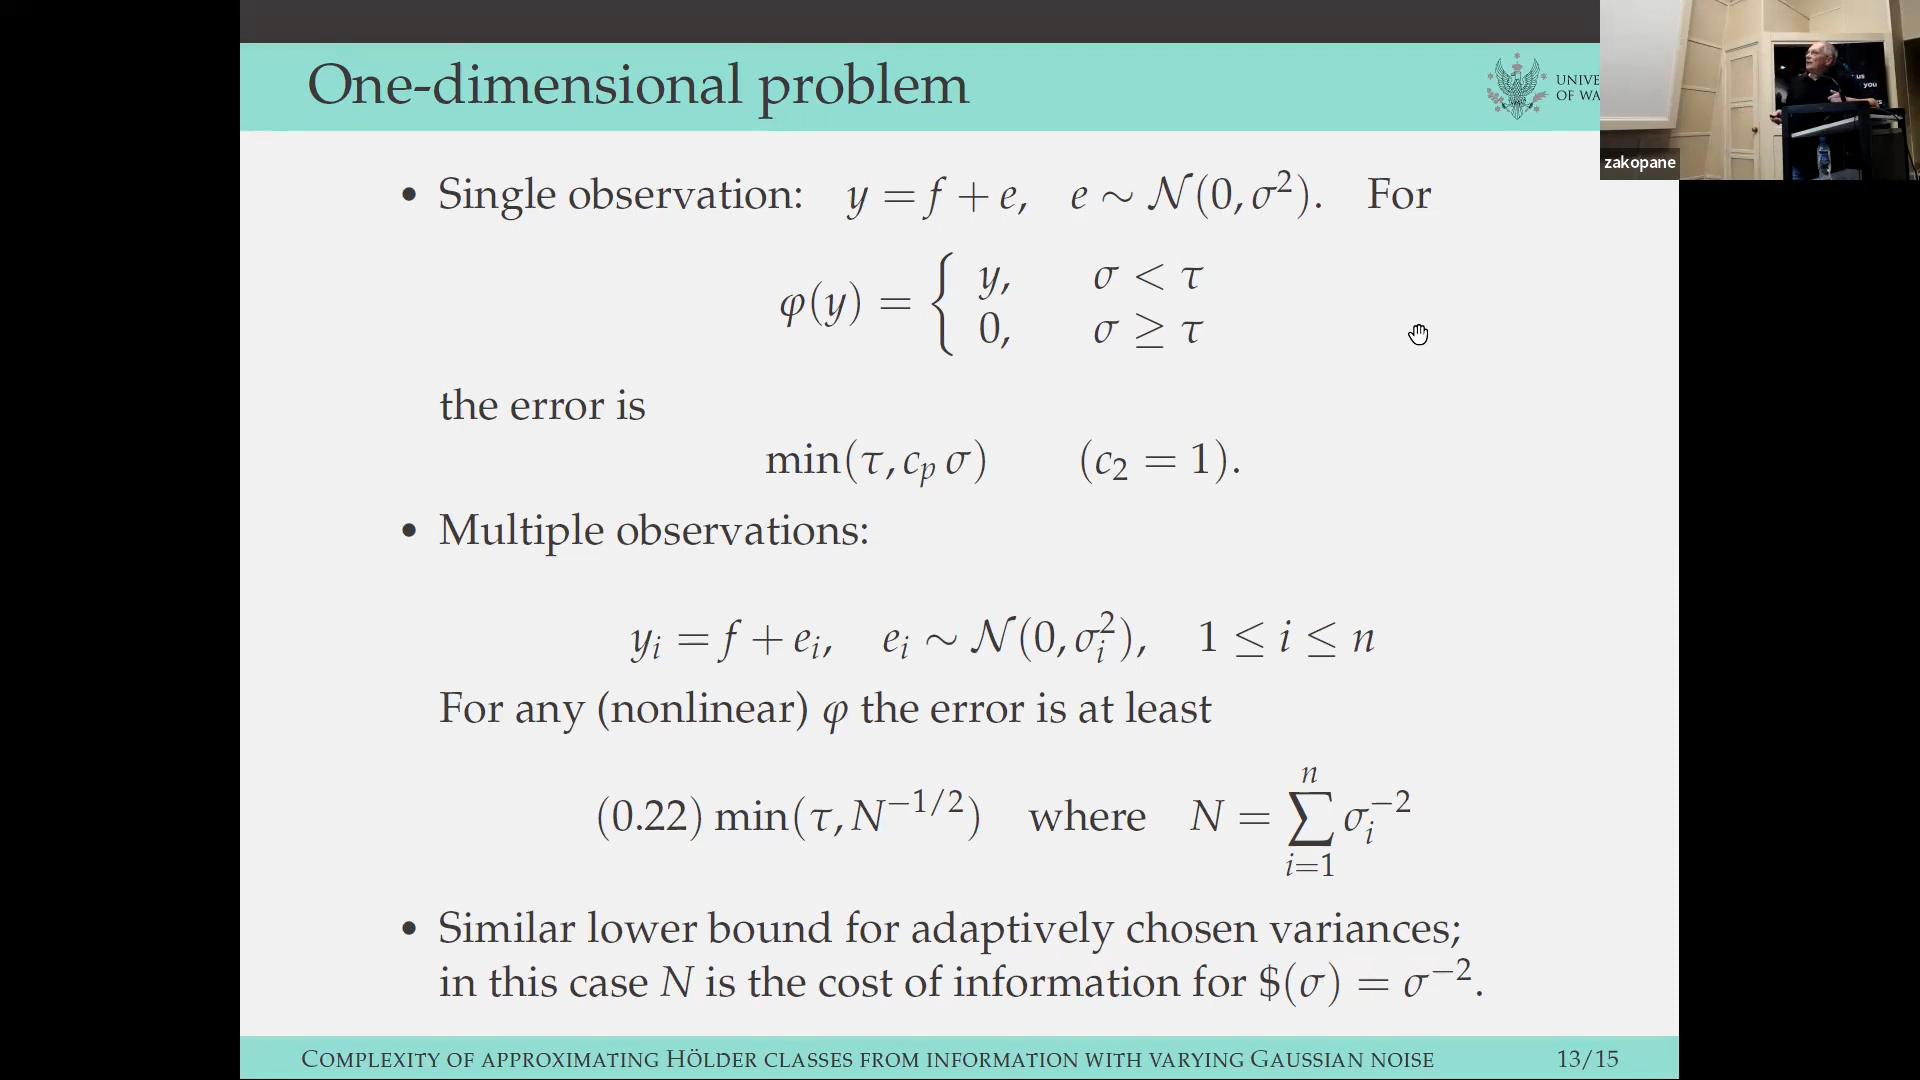 One-dimensional problem
UNIVE
OF WA
us
you
zakopane
• Single observation: y = f + e, e ∼ 𝒩(0, σ²). For
φ(y) = { y, σ < τ
0, σ ≥ τ
the error is
min(τ, c_p σ) (c₂ = 1).
• Multiple observations:
y_i = f + e_i, e_i ∼ 𝒩(0, σ_i²), 1 ≤ i ≤ n
For any (nonlinear) φ the error is at least
(0.22) min(τ, N^{−1/2}) where N = ∑_{i=1}^{n} σ_i^{−2}
• Similar lower bound for adaptively chosen variances;
in this case N is the cost of information for $(σ) = σ^{−2}.
Complexity of approximating Hölder classes from information with varying Gaussian noise 13/15